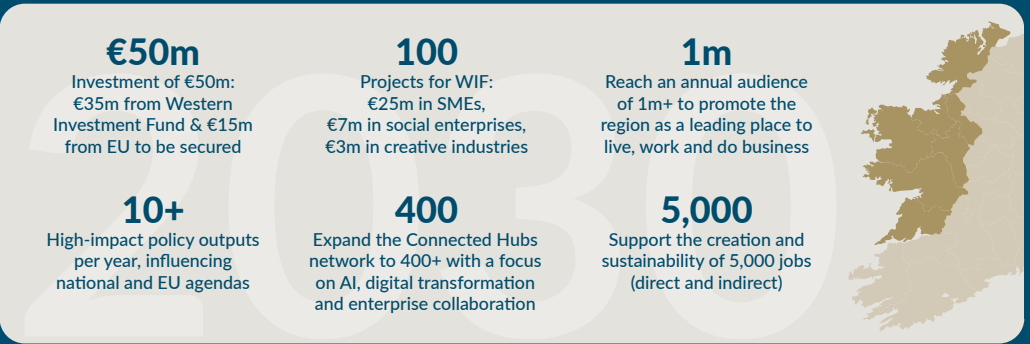 2030
€50m
Investment of €50m:
€35m from Western
Investment Fund & €15m
from EU to be secured
100
Projects for WIF:
€25m in SMEs,
€7m in social enterprises,
€3m in creative industries
1m
Reach an annual audience
of 1m+ to promote the
region as a leading place to
live, work and do business
10+
High-impact policy outputs
per year, influencing
national and EU agendas
400
Expand the Connected Hubs
network to 400+ with a focus
on AI, digital transformation
and enterprise collaboration
5,000
Support the creation and
sustainability of 5,000 jobs
(direct and indirect)